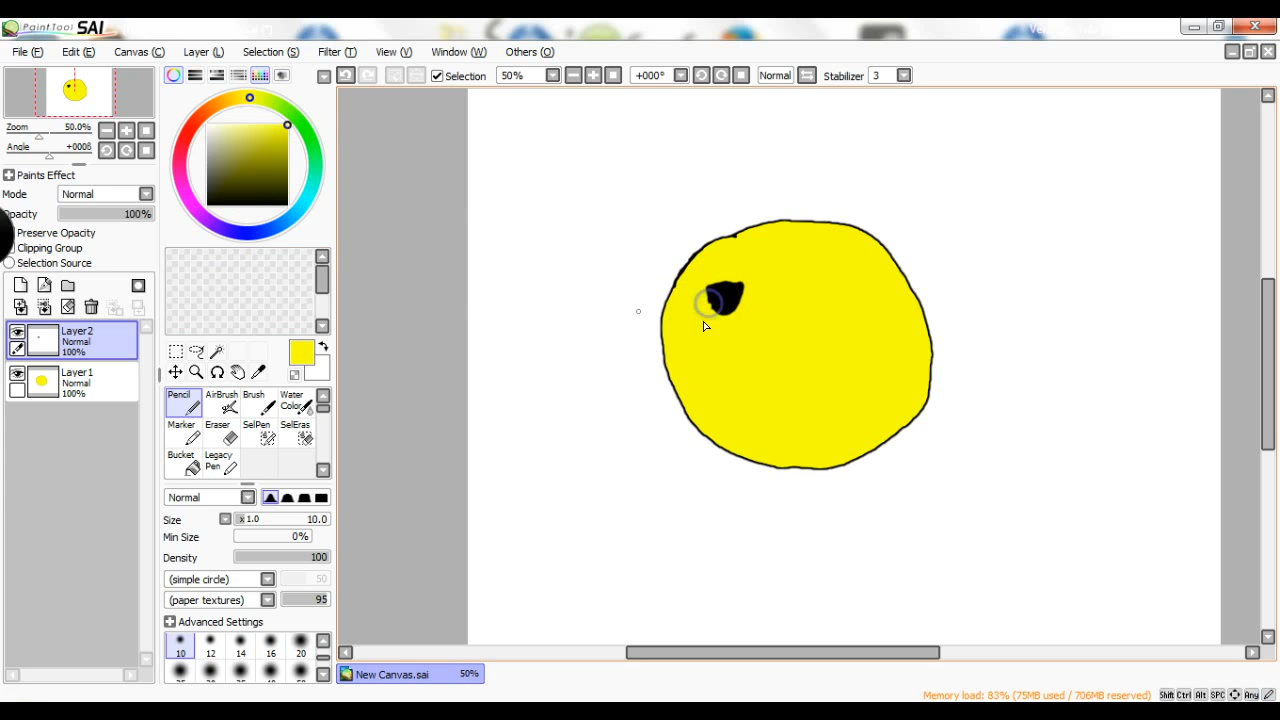 PaintTool SAI
File (F) Edit (E) Canvas (C) Layer (L) Selection (S) Filter (T) View (V) Window (W) Others (O)
Selection 50% +000° Normal Stabilizer 3
Zoom 50.0%
Angle +000ß
Paints Effect
Mode Normal
Opacity 100%
Preserve Opacity
Clipping Group
Selection Source
Layer2
Normal
100%
Layer1
Normal
100%
Pencil AirBrush Brush Water Color
Marker Eraser SelPen SelEras
Bucket Legacy Pen
Normal
Size x 1.0 10.0
Min Size 0%
Density 100
(simple circle) 50
(paper textures) 95
Advanced Settings
10 12 14 16 20
New Canvas.sai 50%
Memory load: 83% (75MB used / 706MB reserved) Shift Ctrl Alt SPC Any